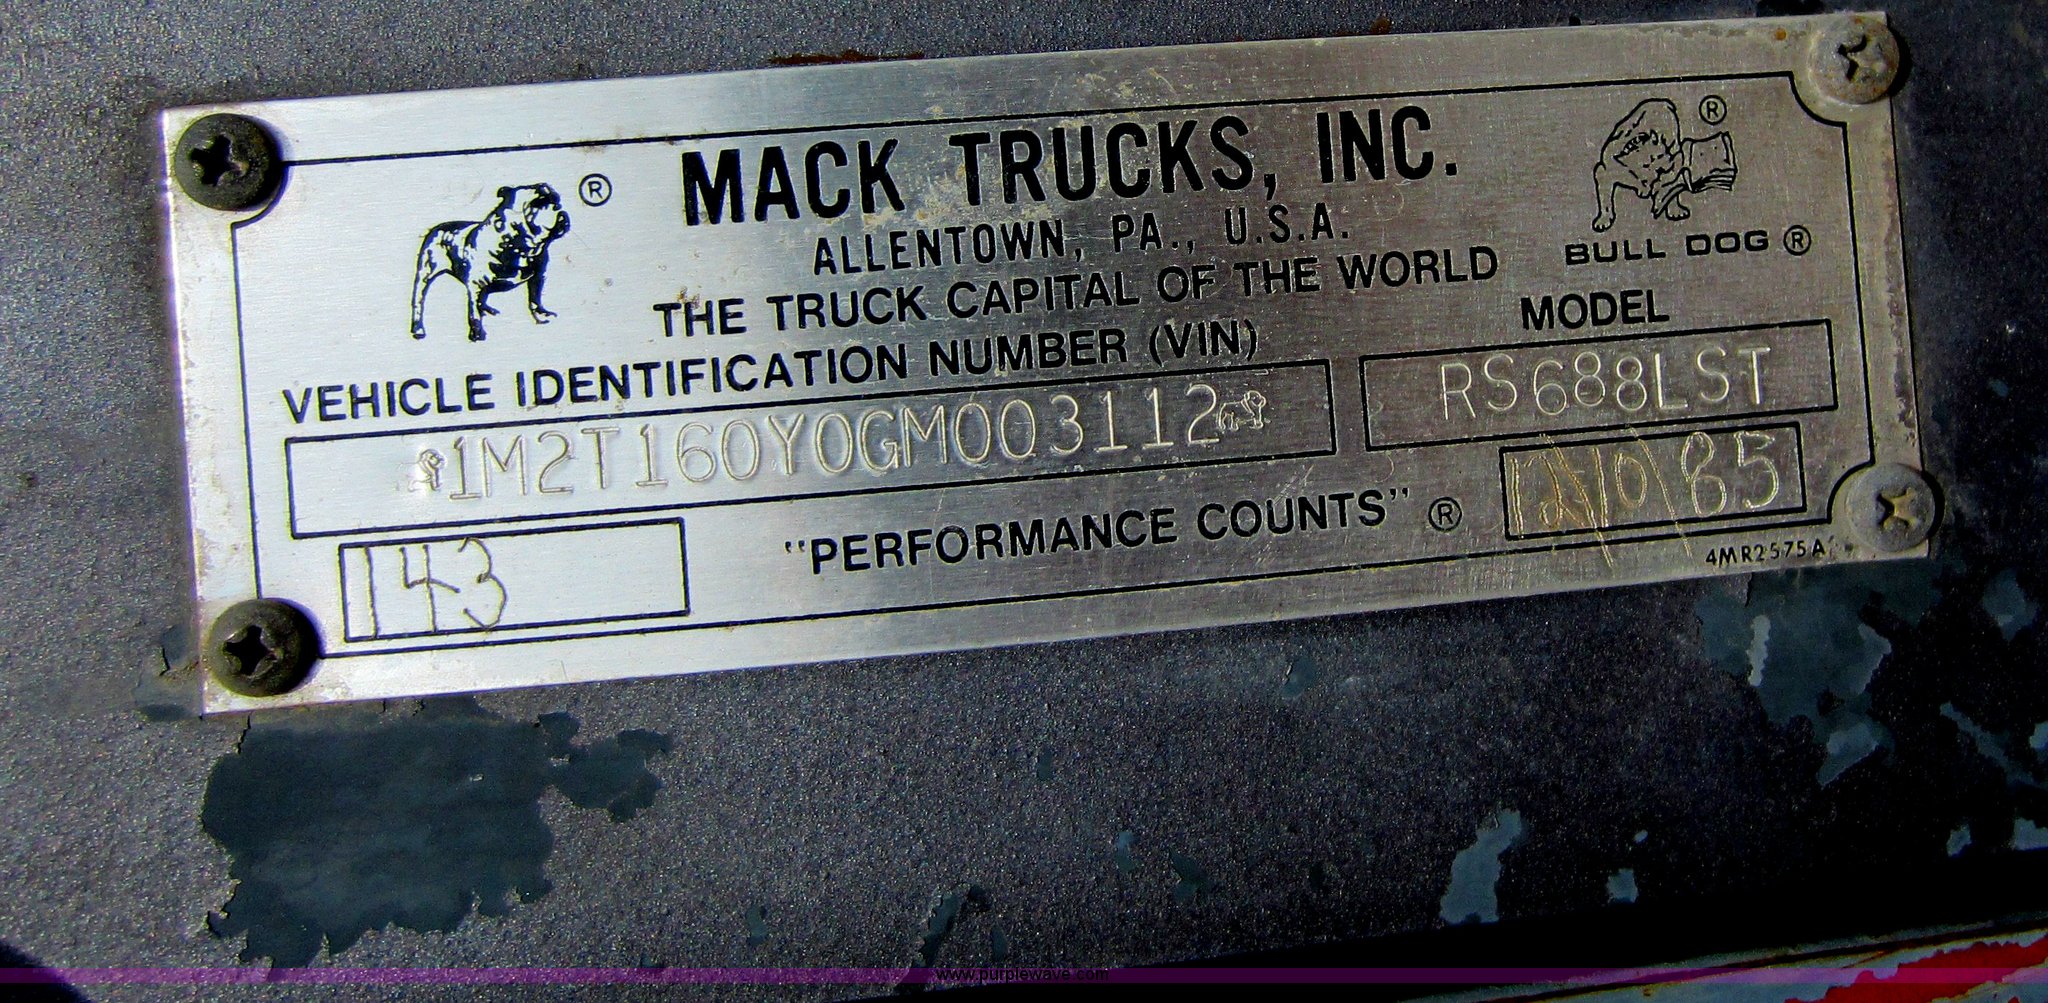 MACK TRUCKS, INC.
ALLENTOWN, PA., U.S.A.
THE TRUCK CAPITAL OF THE WORLD
®
®
BULL DOG ®
VEHICLE IDENTIFICATION NUMBER (VIN)
MODEL
1M2T160Y0GM003112
RS688LST
143
"PERFORMANCE COUNTS" ®
85
4MR2575A
www.purplewave.com